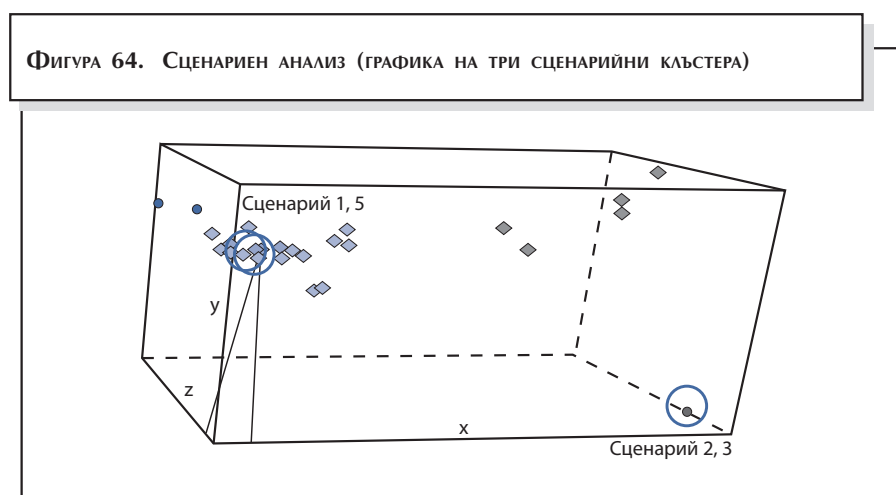 Фигура 64. Сценариен анализ (графика на три сценарийни клъстера)
Сценарий 1, 5
y
z
x
Сценарий 2, 3